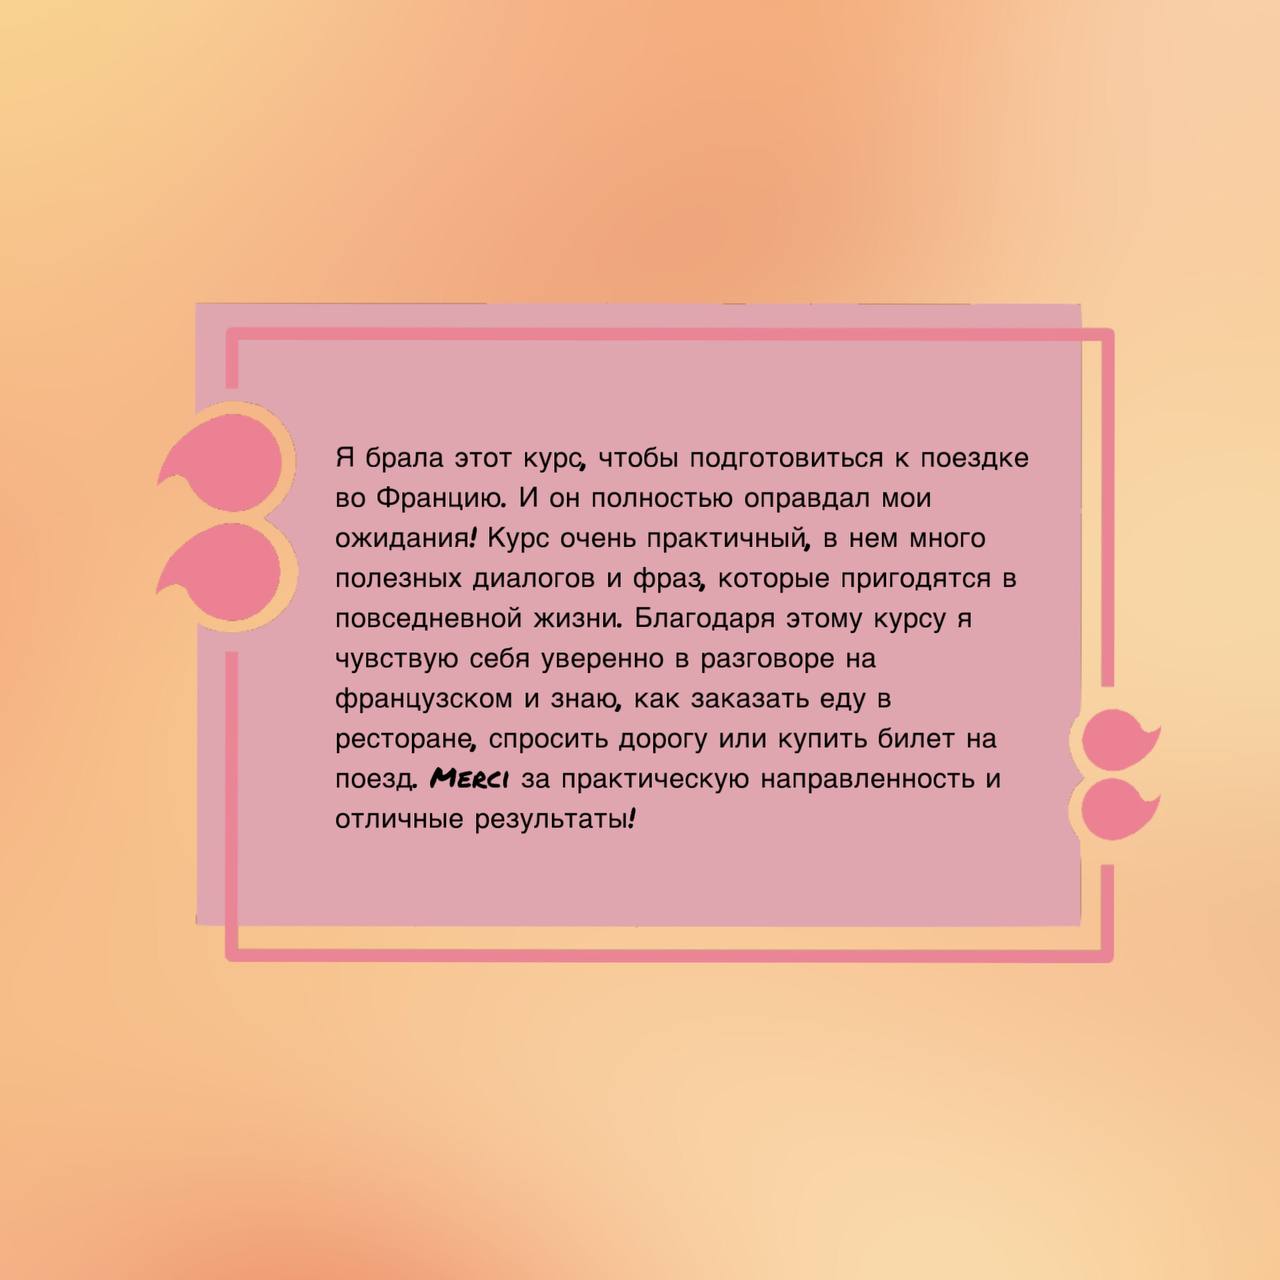 Я брала этот курс, чтобы подготовиться к поездке
во Францию. И он полностью оправдал мои
ожидания! Курс очень практичный, в нем много
полезных диалогов и фраз, которые пригодятся в
повседневной жизни. Благодаря этому курсу я
чувствую себя уверенно в разговоре на
французском и знаю, как заказать еду в
ресторане, спросить дорогу или купить билет на
поезд. Merci за практическую направленность и
отличные результаты!